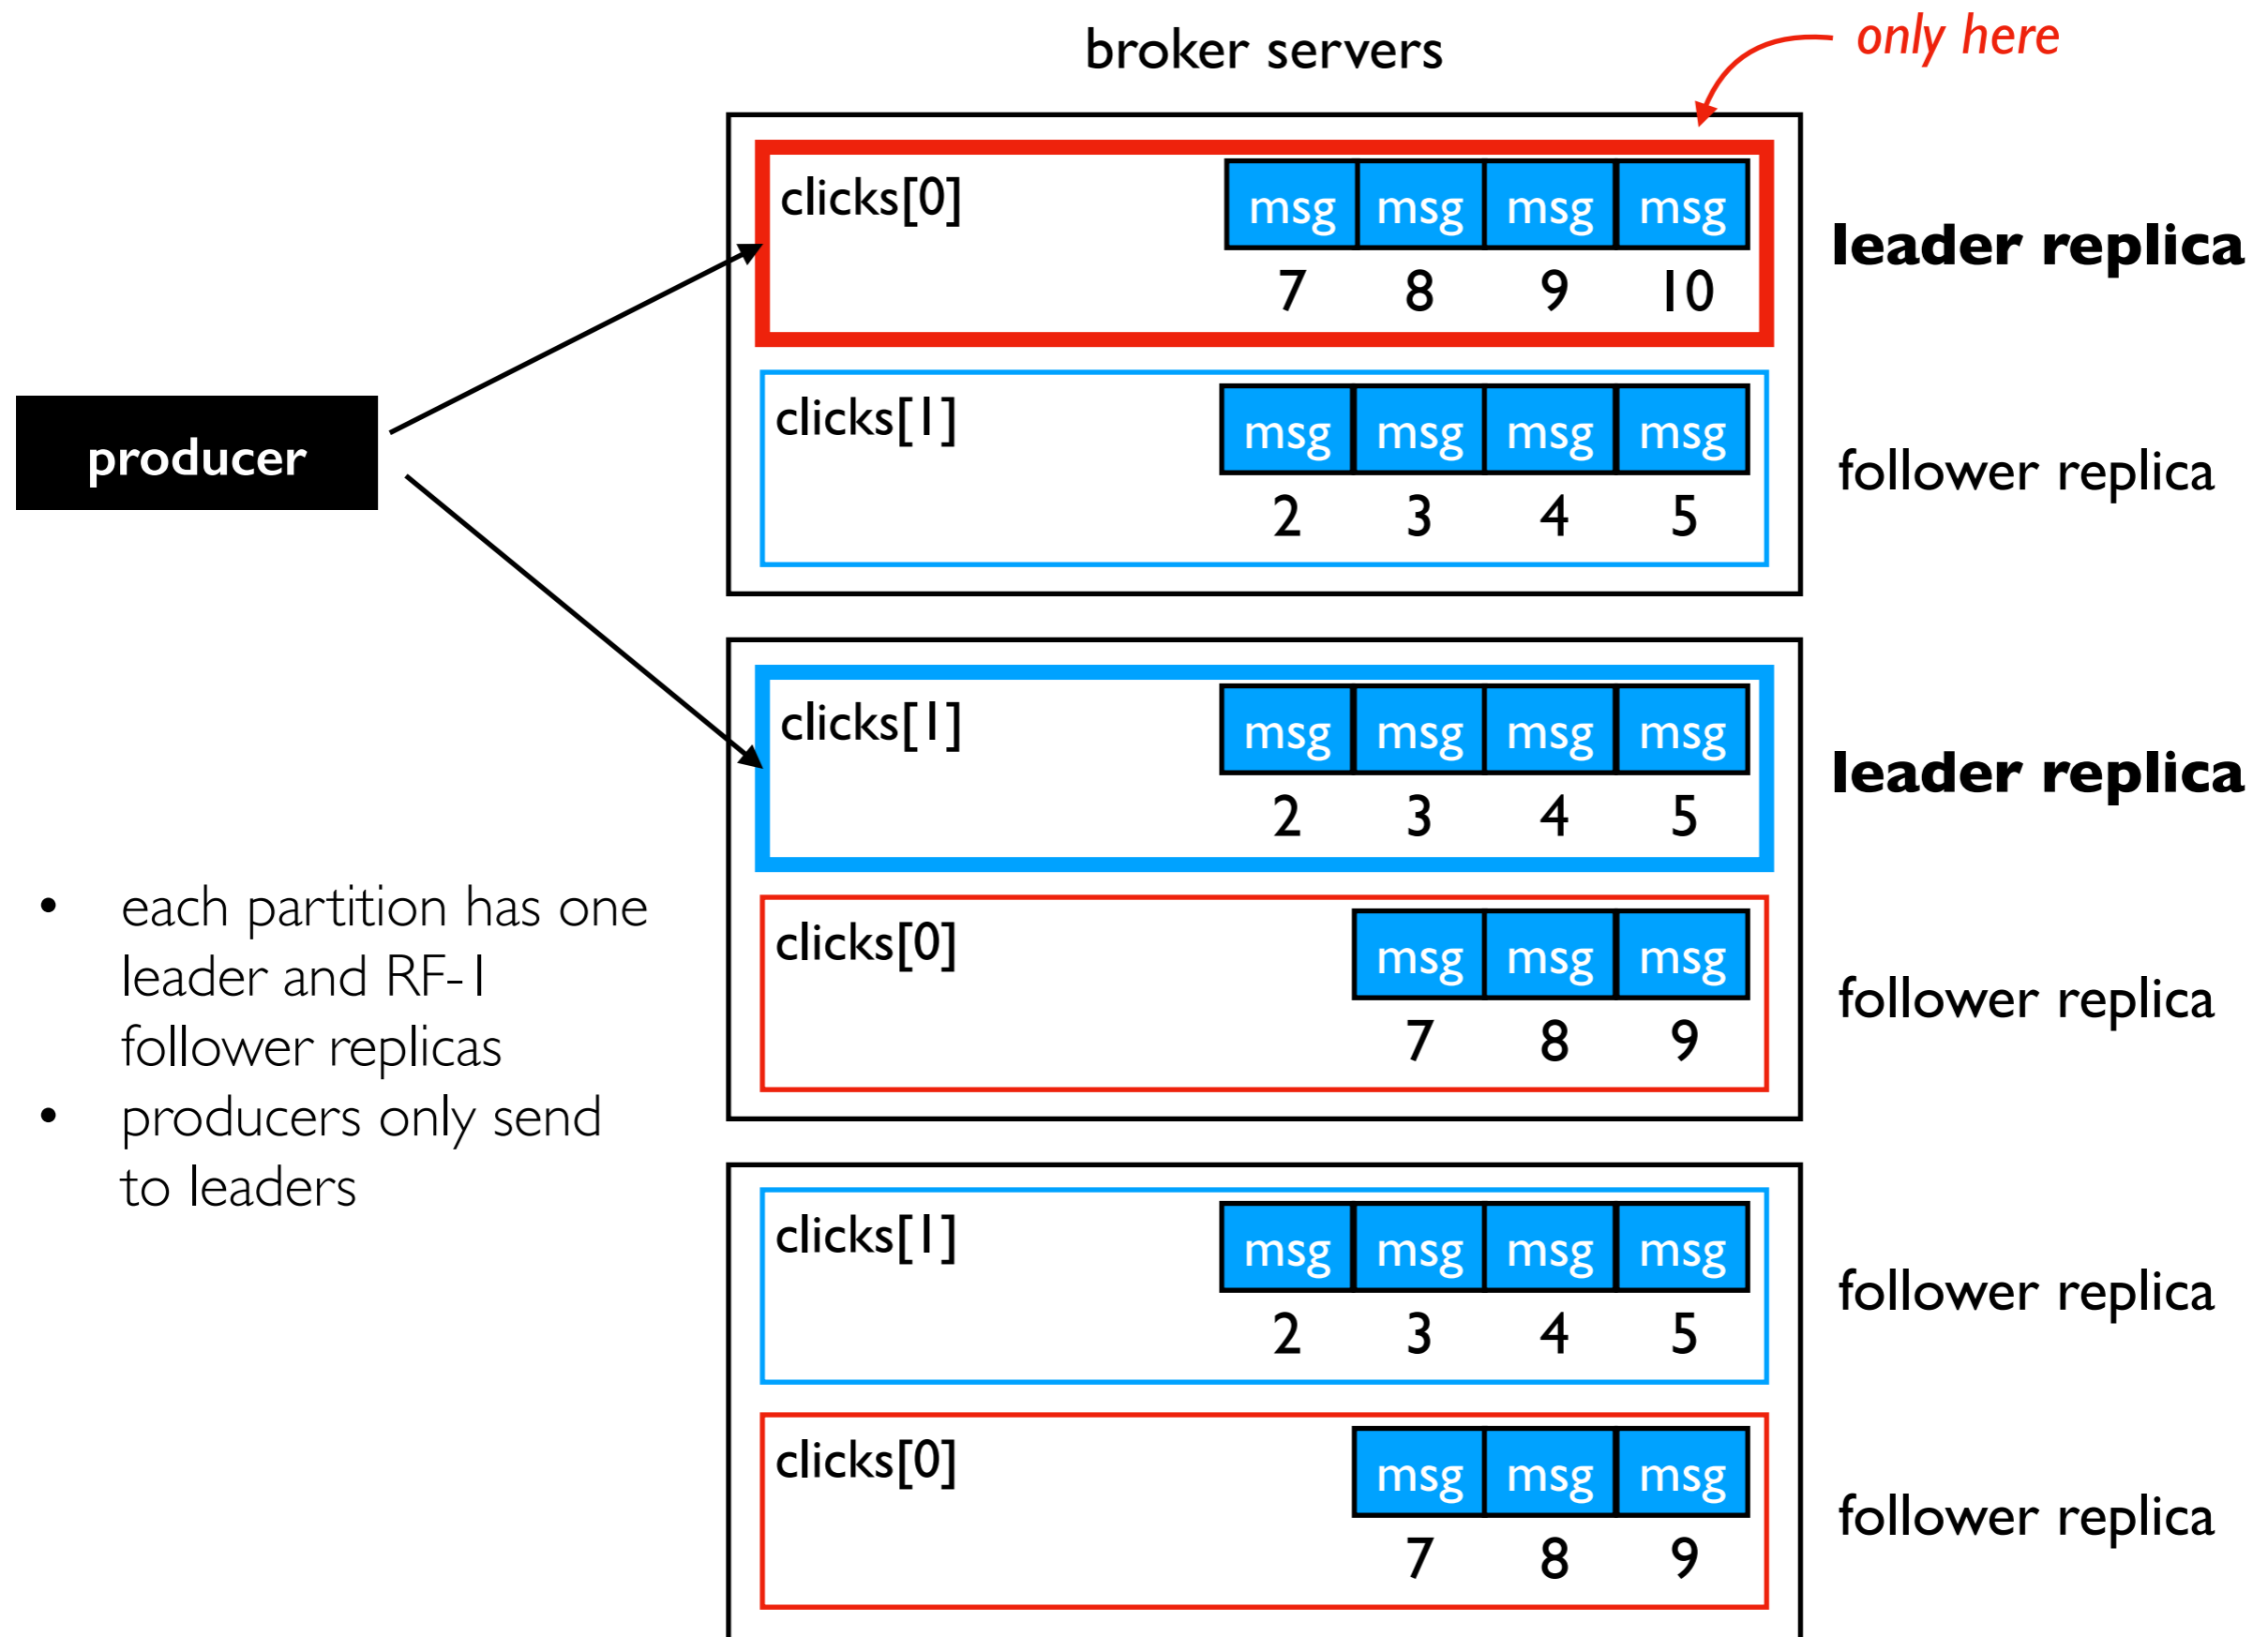 broker servers
only here
clicks[0]
msg msg msg msg
7 8 9 10
leader replica
clicks[1]
msg msg msg msg
2 3 4 5
follower replica
producer
clicks[1]
msg msg msg msg
2 3 4 5
leader replica
clicks[0]
msg msg msg
7 8 9
follower replica
• each partition has one
leader and RF-1
follower replicas
• producers only send
to leaders
clicks[1]
msg msg msg msg
2 3 4 5
follower replica
clicks[0]
msg msg msg
7 8 9
follower replica